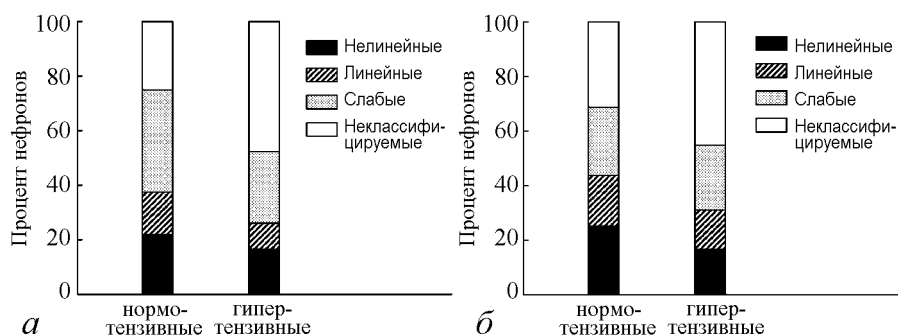 Процент нефронов
100
80
60
40
20
0
нормо-
тензивные
гипер-
тензивные
Нелинейные
Линейные
Слабые
Неклассифи-
цируемые
а
Процент нефронов
100
80
60
40
20
0
нормо-
тензивные
гипер-
тензивные
Нелинейные
Линейные
Слабые
Неклассифи-
цируемые
б